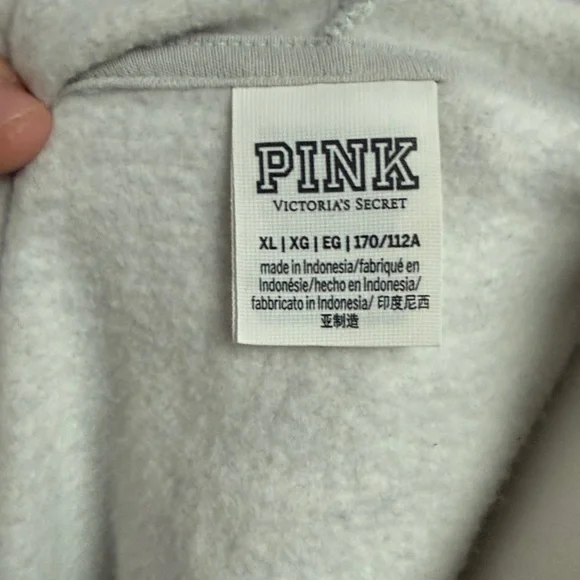 PINK
VICTORIA'S SECRET
XL | XG | EG | 170/112A
made in Indonesia/fabriqué en
Indonésie/hecho en Indonesia/
fabbricato in Indonesia/ 印度尼西
亚制造